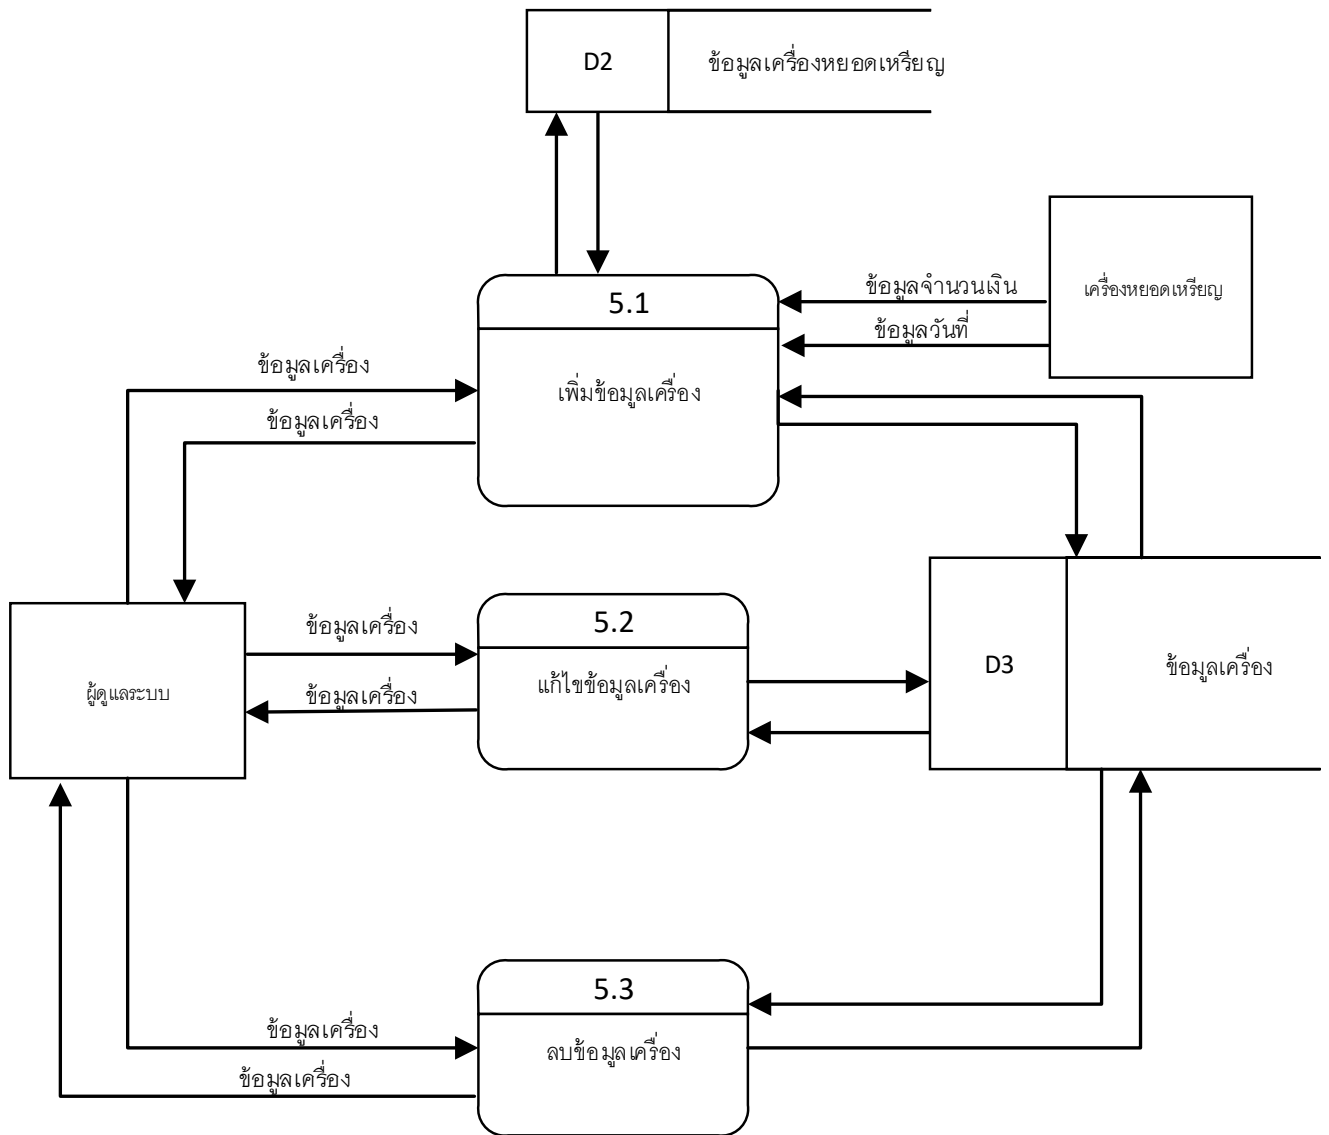 D2
ข้อมูลเครื่องหยอดเหรียญ
5.1
ข้อมูลจำนวนเงิน
เครื่องหยอดเหรียญ
ข้อมูลวันที่
ข้อมูลเครื่อง
เพิ่มข้อมูลเครื่อง
ข้อมูลเครื่อง
5.2
ข้อมูลเครื่อง
D3
ข้อมูลเครื่อง
ผู้ดูแลระบบ
แก้ไขข้อมูลเครื่อง
ข้อมูลเครื่อง
5.3
ข้อมูลเครื่อง
ลบข้อมูลเครื่อง
ข้อมูลเครื่อง